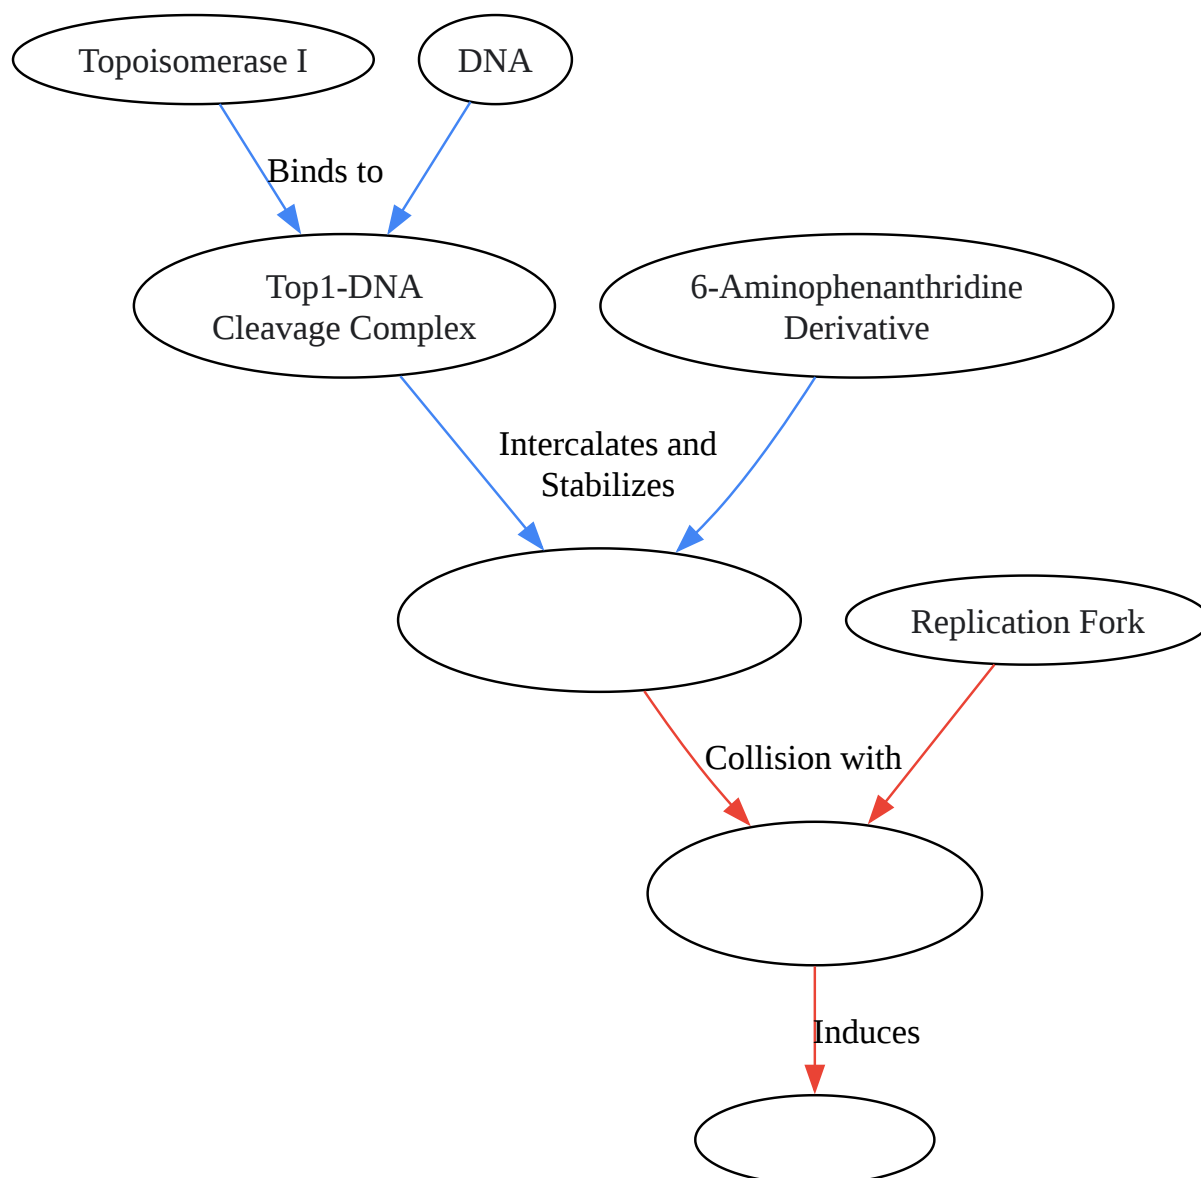 Topoisomerase I
DNA
Binds to
Top1-DNA
Cleavage Complex
6-Aminophenanthridine
Derivative
Intercalates and
Stabilizes
Replication Fork
Collision with
Induces